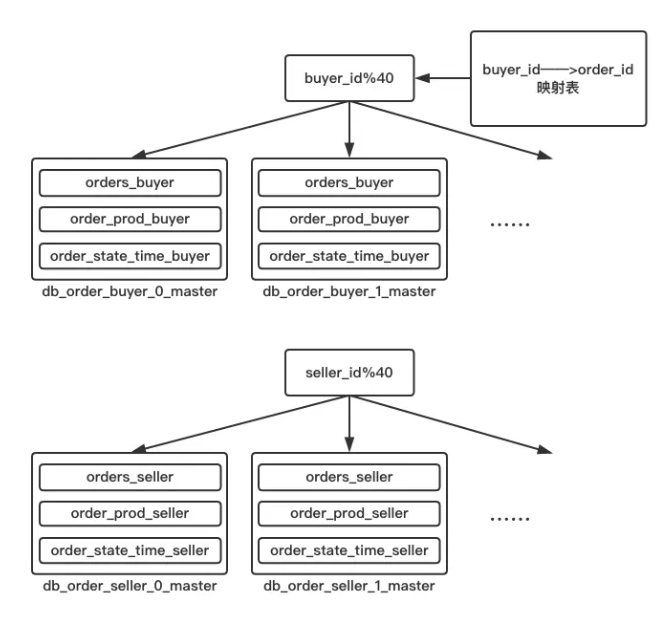 buyer_id%40
buyer_id——>order_id
映射表
orders_buyer
order_prod_buyer
order_state_time_buyer
db_order_buyer_0_master
orders_buyer
order_prod_buyer
order_state_time_buyer
db_order_buyer_1_master
......
seller_id%40
orders_seller
order_prod_seller
order_state_time_seller
db_order_seller_0_master
orders_seller
order_prod_seller
order_state_time_seller
db_order_seller_1_master
......